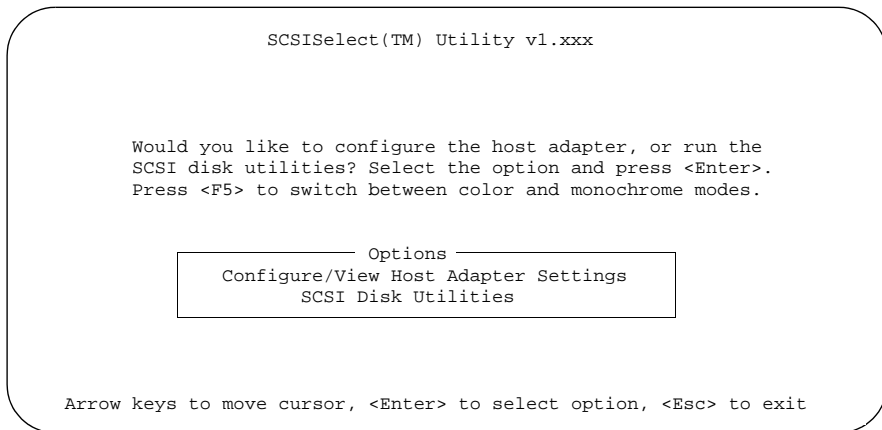 SCSISelect(TM) Utility v1.xxx
Would you like to configure the host adapter, or run the
SCSI disk utilities? Select the option and press <Enter>.
Press <F5> to switch between color and monochrome modes.
Options
Configure/View Host Adapter Settings
SCSI Disk Utilities
Arrow keys to move cursor, <Enter> to select option, <Esc> to exit